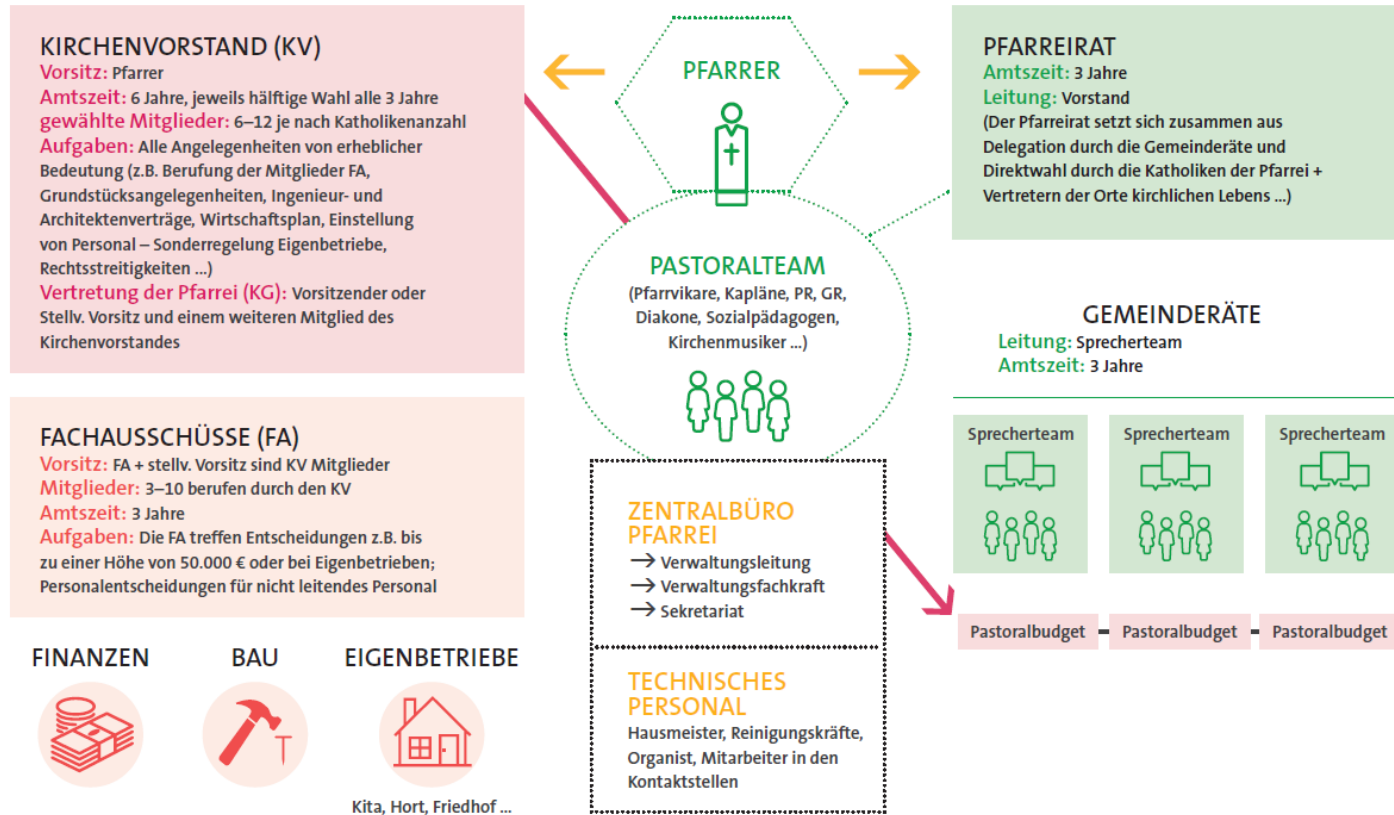 KIRCHENVORSTAND (KV)
Vorsitz: Pfarrer
Amtszeit: 6 Jahre, jeweils hälftige Wahl alle 3 Jahre
gewählte Mitglieder: 6–12 je nach Katholikenanzahl
Aufgaben: Alle Angelegenheiten von erheblicher
Bedeutung (z.B. Berufung der Mitglieder FA,
Grundstücksangelegenheiten, Ingenieur- und
Architektenverträge, Wirtschaftsplan, Einstellung
von Personal – Sonderregelung Eigenbetriebe,
Rechtsstreitigkeiten ...)
Vertretung der Pfarrei (KG): Vorsitzender oder
Stellv. Vorsitz und einem weiteren Mitglied des
Kirchenvorstandes
FACHAUSSCHÜSSE (FA)
Vorsitz: FA + stellv. Vorsitz sind KV Mitglieder
Mitglieder: 3–10 berufen durch den KV
Amtszeit: 3 Jahre
Aufgaben: Die FA treffen Entscheidungen z.B. bis
zu einer Höhe von 50.000 € oder bei Eigenbetrieben;
Personalentscheidungen für nicht leitendes Personal
FINANZEN
BAU
EIGENBETRIEBE
Kita, Hort, Friedhof ...
PFARRER
PASTORALTEAM
(Pfarrvikare, Kapläne, PR, GR,
Diakone, Sozialpädagogen,
Kirchenmusiker ...)
ZENTRALBÜRO
PFARREI
→ Verwaltungsleitung
→ Verwaltungsfachkraft
→ Sekretariat
TECHNISCHES
PERSONAL
Hausmeister, Reinigungskräfte,
Organist, Mitarbeiter in den
Kontaktstellen
PFARREIRAT
Amtszeit: 3 Jahre
Leitung: Vorstand
(Der Pfarreirat setzt sich zusammen aus
Delegation durch die Gemeinderäte und
Direktwahl durch die Katholiken der Pfarrei +
Vertretern der Orte kirchlichen Lebens ...)
GEMEINDERÄTE
Leitung: Sprecherteam
Amtszeit: 3 Jahre
Sprecherteam
Sprecherteam
Sprecherteam
Pastoralbudget
Pastoralbudget
Pastoralbudget